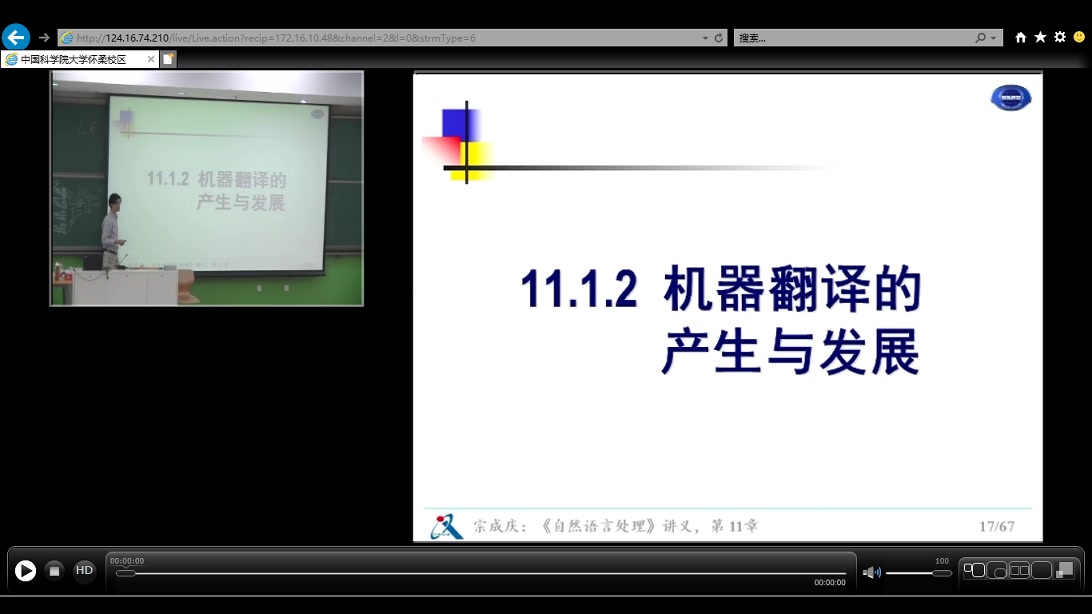 http://124.16.74.210/live/Live.action?recip=172.16.10.48&channel=2&l=0&strmType=6
搜索...
中国科学院大学怀柔校区
11.1.2 机器翻译的
产生与发展
11.1.2 机器翻译的
产生与发展
宗成庆：《自然语言处理》讲义，第 11章
17/67
HD
00:00:00
00:00:00
100